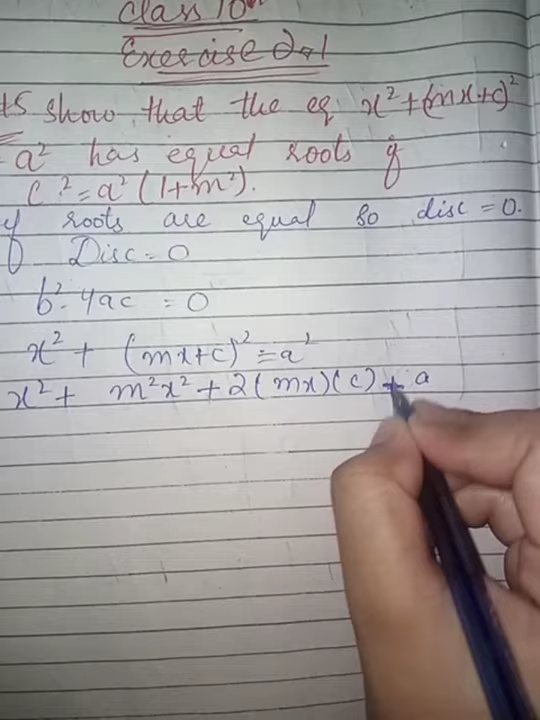 Class 10th
Exercise 2.1
Q5 show that the eq x² + (mx+c)²
= a² has equal roots if
c² = a² (1+m²).
if roots are equal so disc = 0.
Disc = 0
b² - 4ac = 0
x² + (mx+c)² = a²
x² + m²x² + 2(mx)(c) + a